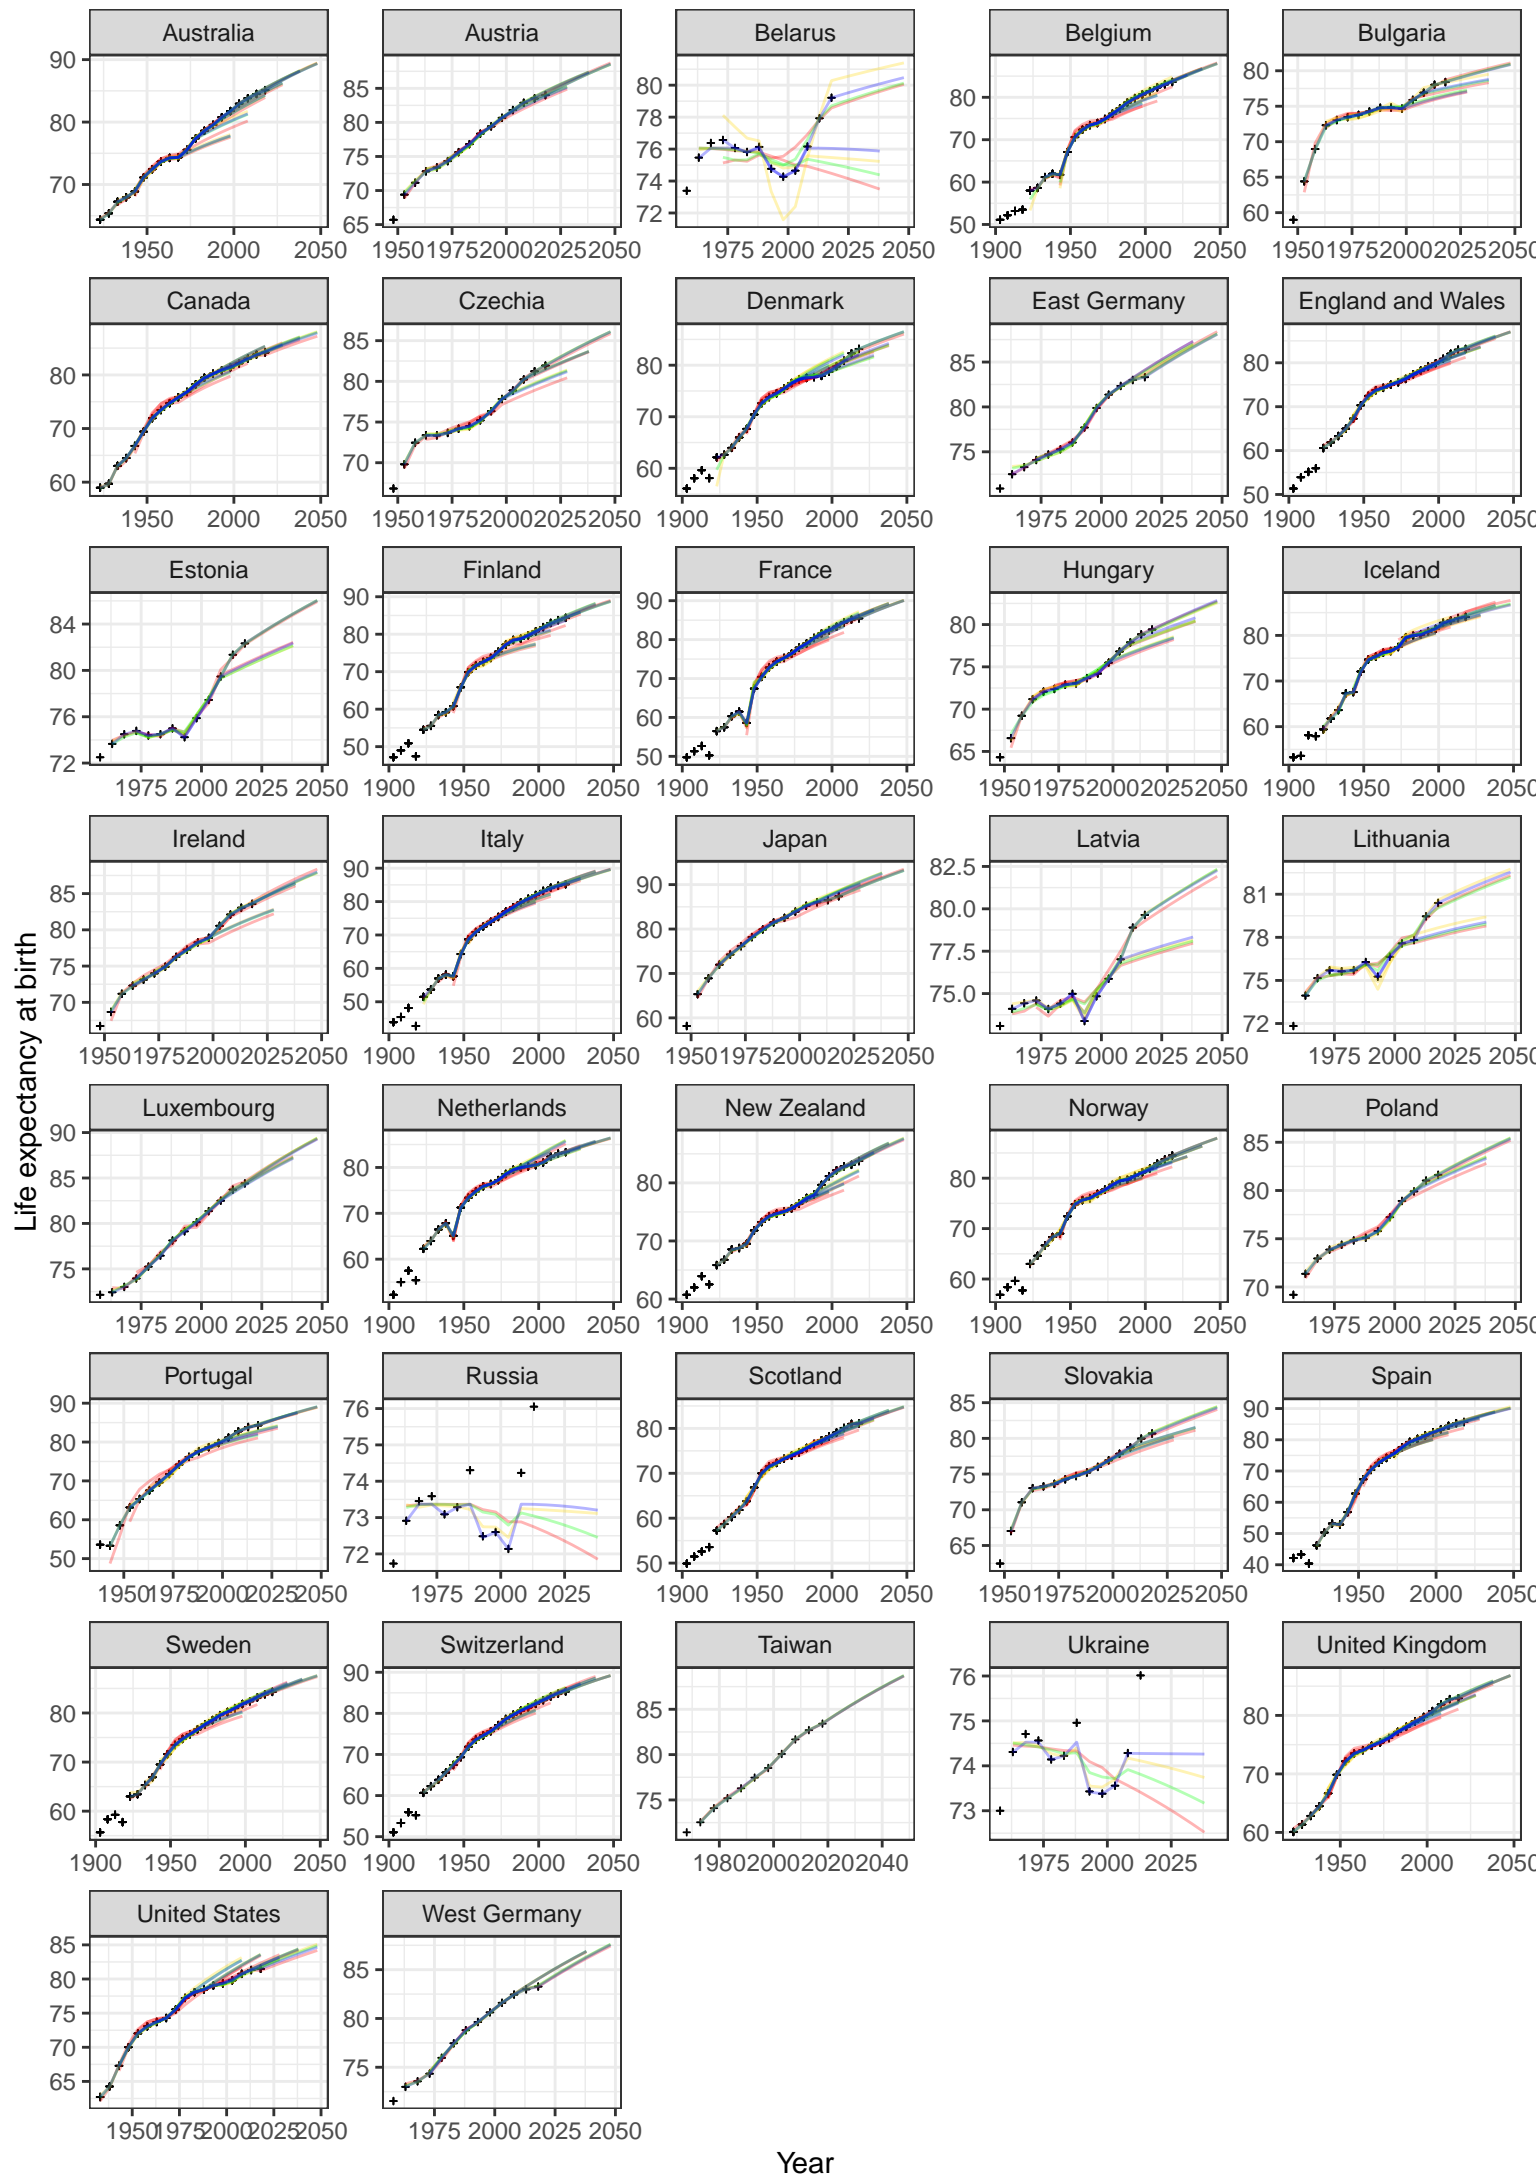 Australia Austria Belarus Belgium Bulgaria
90 80 70
85 80 75 70 65
80 78 76 74 72
80 70 60 50
80 75 70 65 60
1950 2000 2050
1950 1975 2000 2025 2050
1975 2000 2025 2050
1900 1950 2000 2050
1950 1975 2000 2025
Canada Czechia Denmark East Germany England and Wales
80 70 60
85 80 75 70
80 70 60
85 80 75
80 70 60 50
1950 2000 2050
1950 1975 2000 2025 2050
1900 1950 2000 2050
1975 2000 2025 2050
1900 1950 2000
Estonia Finland France Hungary Iceland
84 80 76 72
90 80 70 60 50
90 80 70 60 50
80 75 70 65
80 70 60
1975 2000 2025 2050
1900 1950 2000 2050
1900 1950 2000 2050
1950 1975 2000 2025 2050
1900 1950 2000
Ireland Italy Japan Latvia Lithuania
85 80 75 70
90 80 70 60 50
90 80 70 60
82.5 80.0 77.5 75.0
81 78 75 72
1950 1975 2000 2025 2050
1900 1950 2000 2050
1950 1975 2000 2025 2050
1975 2000 2025 2050
1975 2000 2025
Life expectancy at birth
Luxembourg Netherlands New Zealand Norway Poland
90 85 80 75
80 70 60
80 70 60
80 70 60
85 80 75 70
1975 2000 2025 2050
1900 1950 2000 2050
1900 1950 2000 2050
1900 1950 2000 2050
1975 2000 2025
Portugal Russia Scotland Slovakia Spain
90 80 70 60 50
76 75 74 73 72
80 70 60 50
85 80 75 70 65
90 80 70 60 50 40
1950 1975 2000 2025 2050
1975 2000 2025
1900 1950 2000 2050
1950 1975 2000 2025 2050
1950 2000
Sweden Switzerland Taiwan Ukraine United Kingdom
80 70 60
90 80 70 60 50
85 80 75
76 75 74 73
80 70 60
1900 1950 2000 2050
1900 1950 2000 2050
1980 2000 2020 2040
1975 2000 2025
1950 2000
United States West Germany
85 80 75 70 65
85 80 75
1950 1975 2000 2025 2050
1975 2000 2025 2050
Year